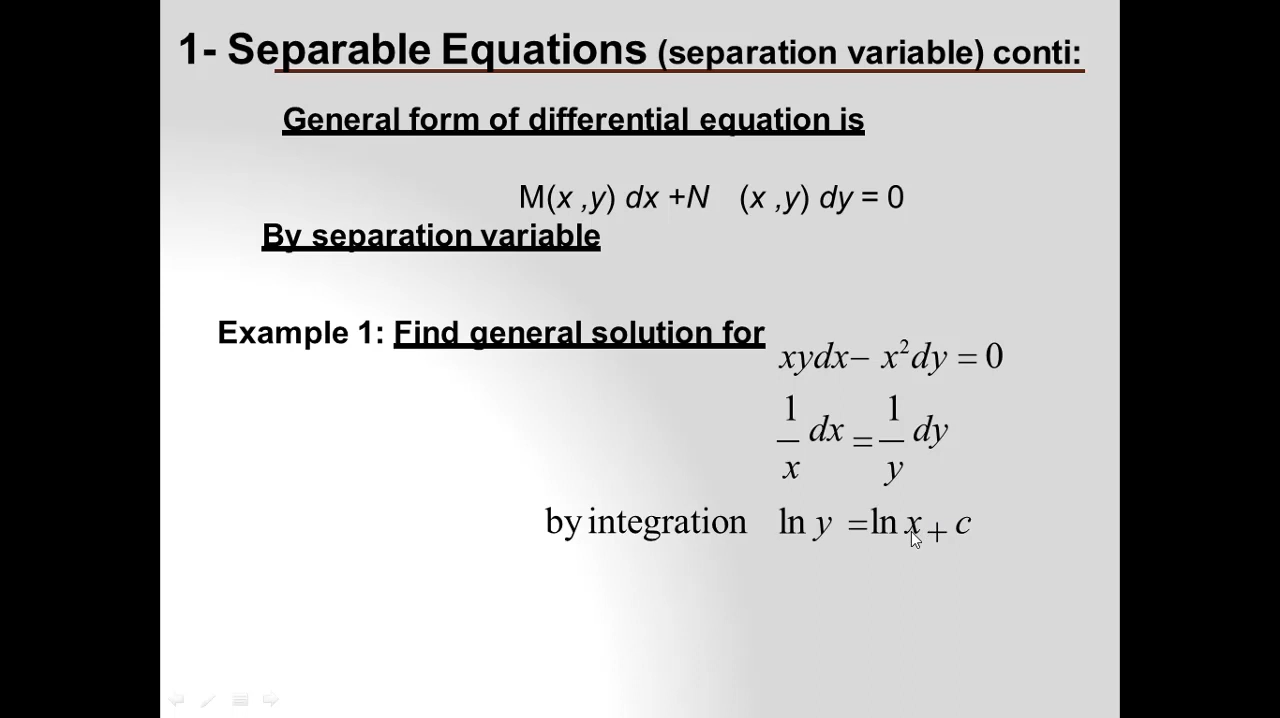 1- Separable Equations (separation variable) conti:
General form of differential equation is
M(x ,y) dx +N (x ,y) dy = 0
By separation variable
Example 1: Find general solution for
xydx− x²dy = 0
1/x dx = 1/y dy
by integration ln y = ln x + c